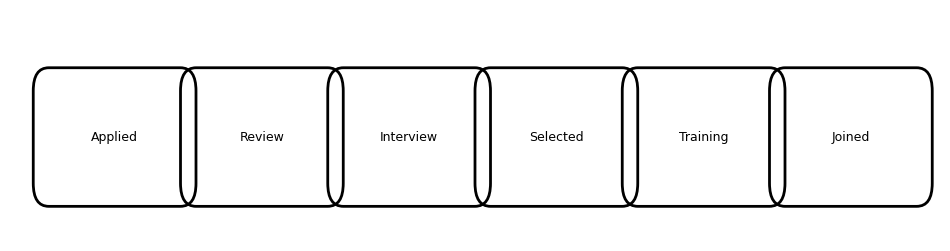 Applied
Review
Interview
Selected
Training
Joined